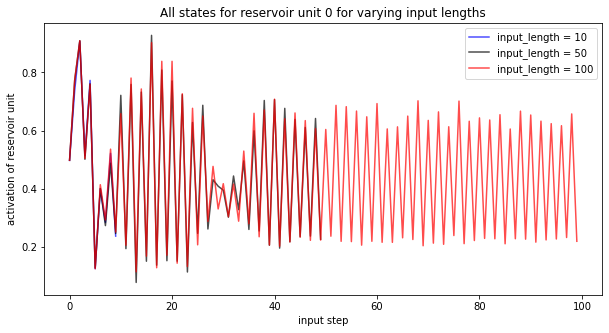 All states for reservoir unit 0 for varying input lengths
input_length = 10
input_length = 50
input_length = 100
activation of reservoir unit
0.8
0.6
0.4
0.2
0 20 40 60 80 100
input step